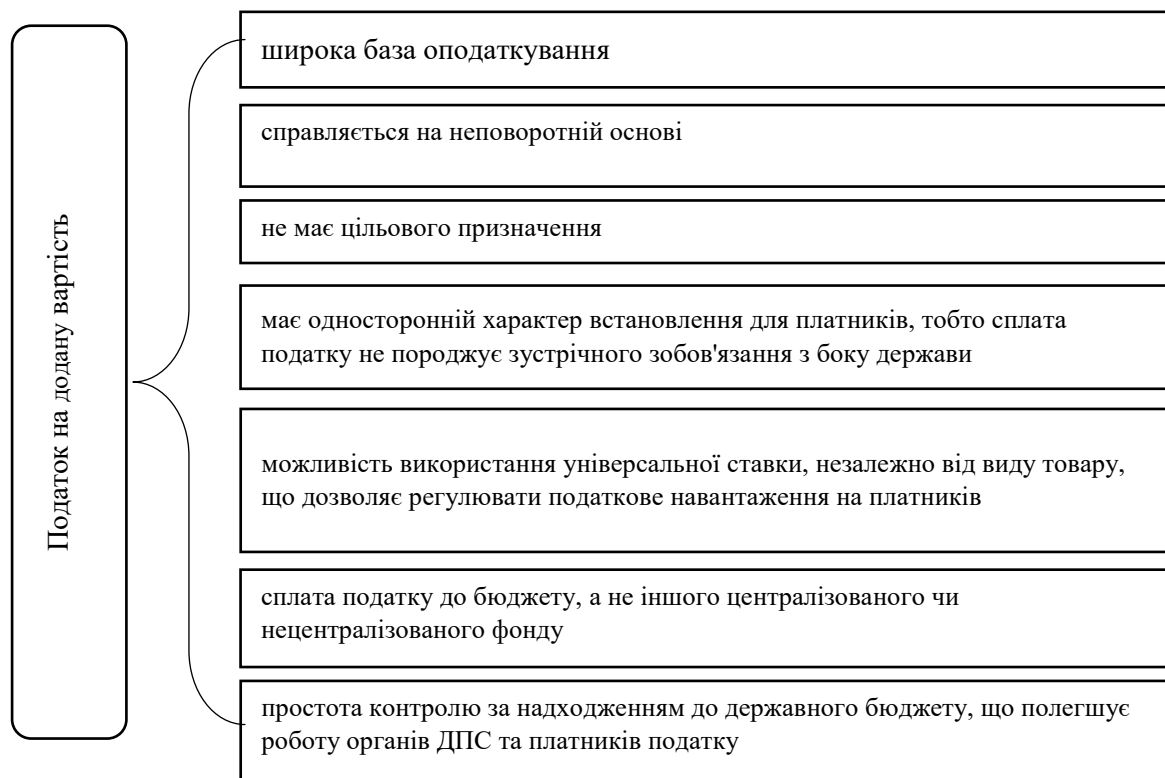 Податок на додану вартість
широка база оподаткування
справляється на неповоротній основі
не має цільового призначення
має односторонній характер встановлення для платників, тобто сплата
податку не породжує зустрічного зобов'язання з боку держави
можливість використання універсальної ставки, незалежно від виду товару,
що дозволяє регулювати податкове навантаження на платників
сплата податку до бюджету, а не іншого централізованого чи
нецентралізованого фонду
простота контролю за надходженням до державного бюджету, що полегшує
роботу органів ДПС та платників податку